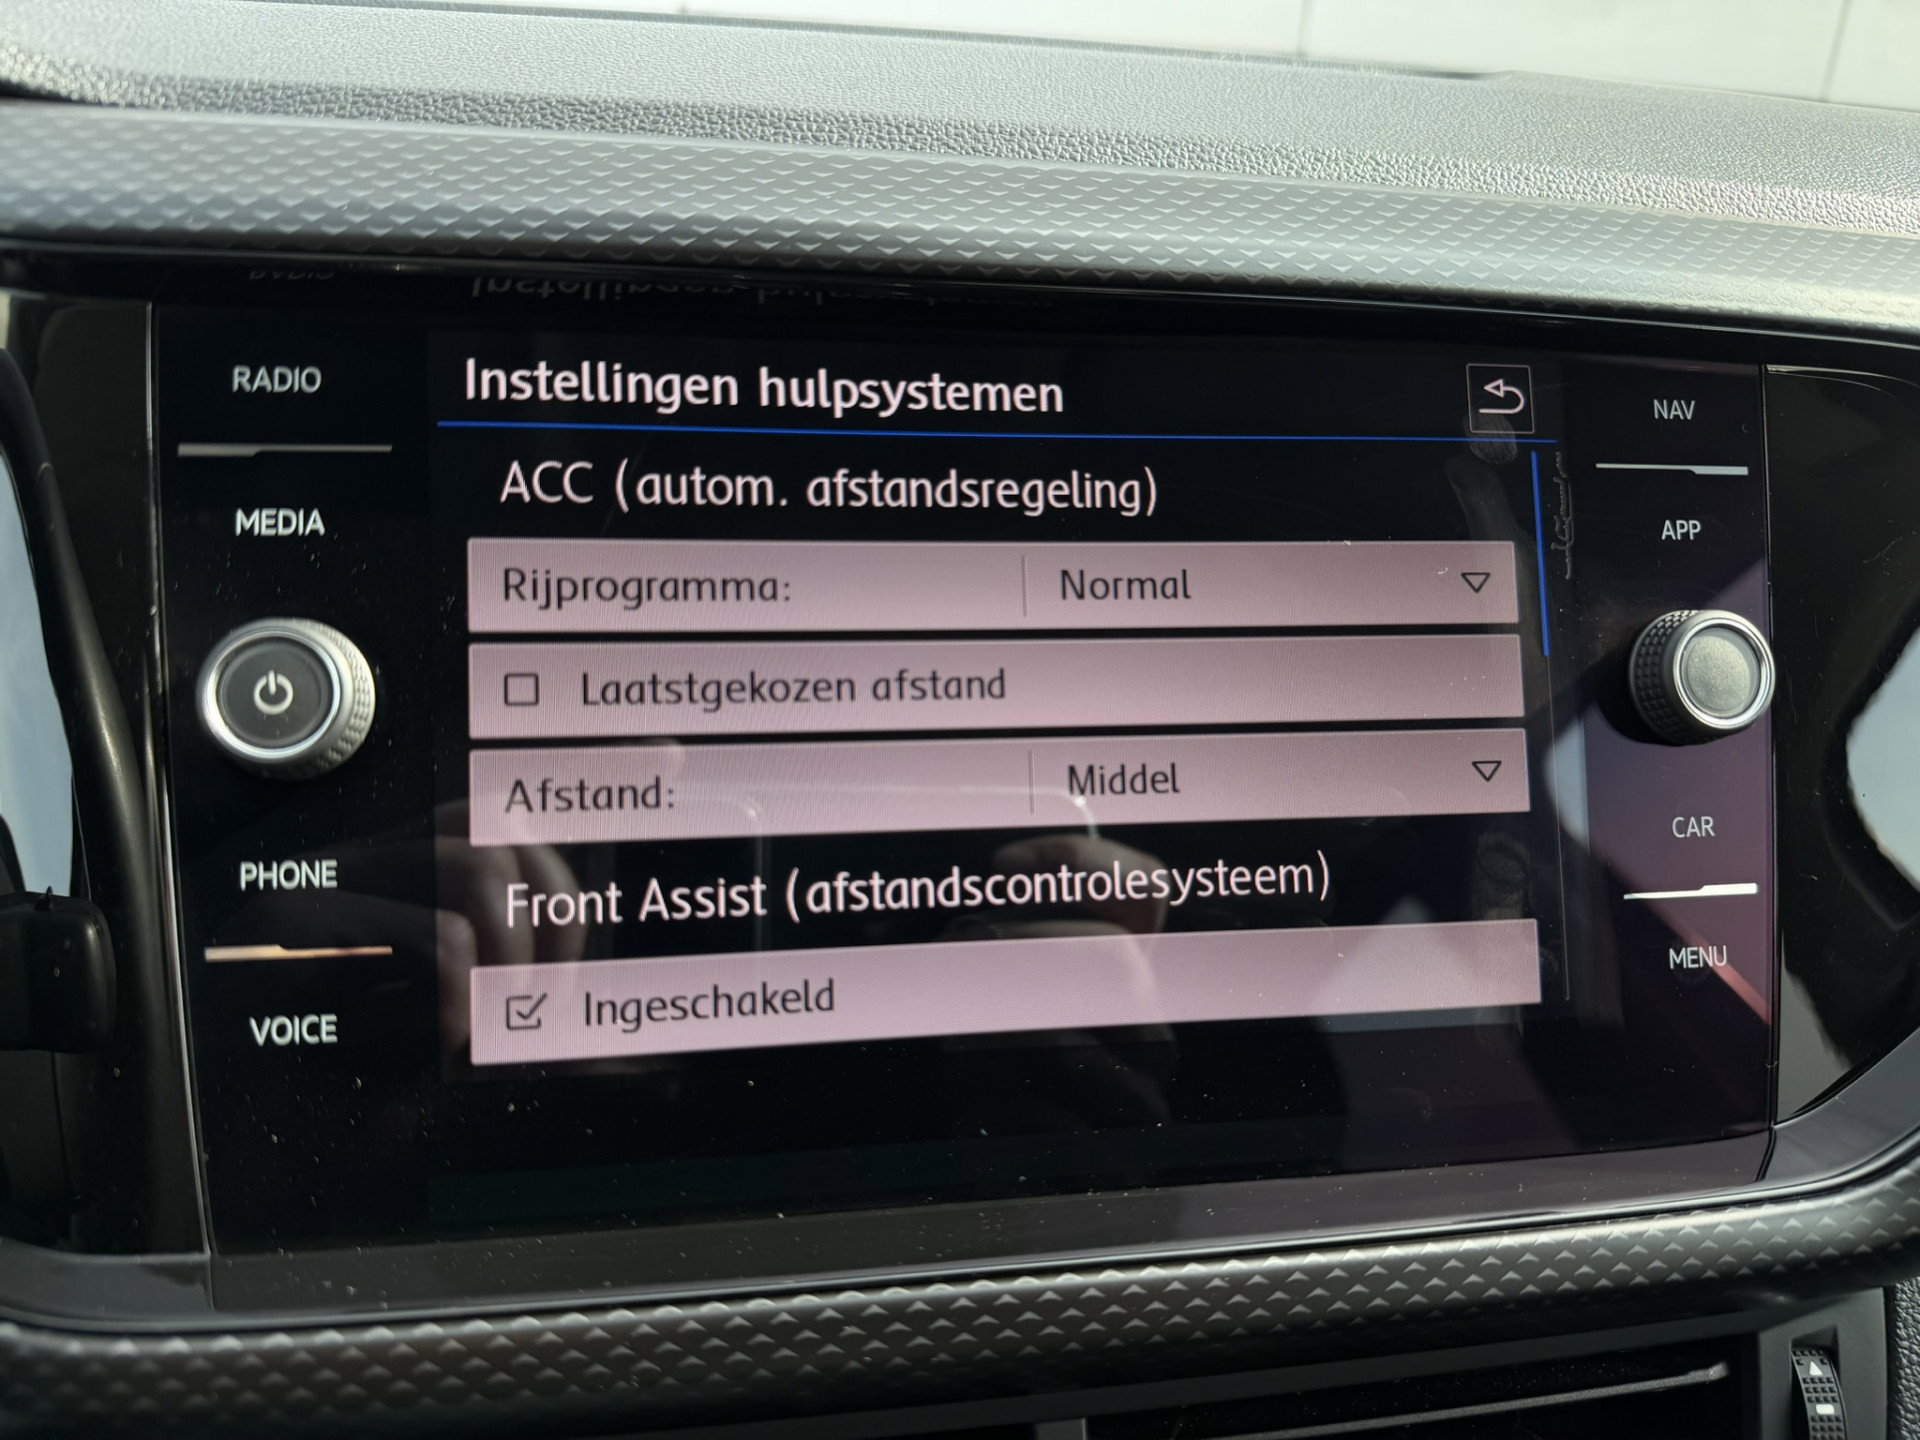 RADIO
MEDIA
PHONE
VOICE
Instellingen hulpsystemen
ACC (autom. afstandsregeling)
Rijprogramma: Normal
Laatstgekozen afstand
Afstand: Middel
Front Assist (afstandscontrolesysteem)
Ingeschakeld
NAV
APP
CAR
MENU